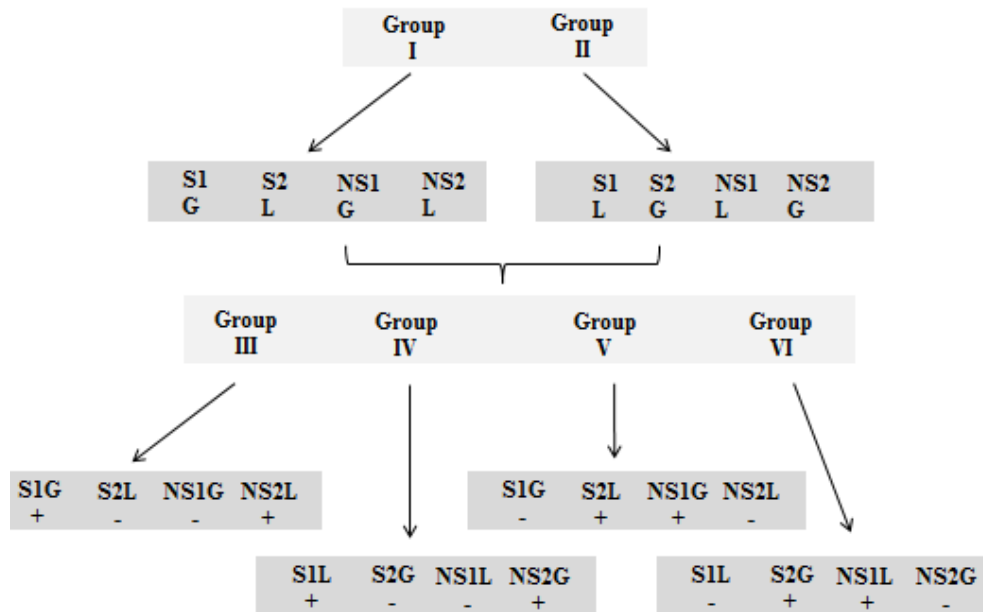 Group Group
I II
S1 S2 NS1 NS2
G L G L
S1 S2 NS1 NS2
L G L G
Group Group Group Group
III IV V VI
S1G S2L NS1G NS2L
+ - - +
S1G S2L NS1G NS2L
- + + -
S1L S2G NS1L NS2G
+ - - +
S1L S2G NS1L NS2G
- + + -